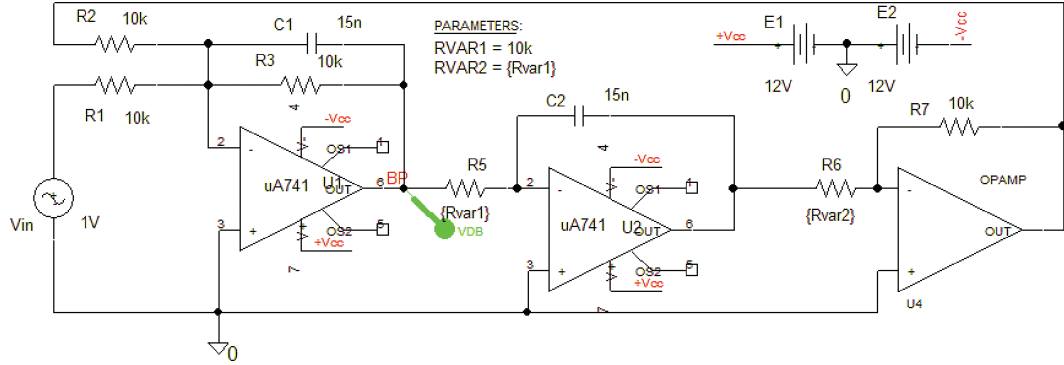 R2
10k
C1
15n
R3
10k
R1
10k
PARAMETERS:
RVAR1 = 10k
RVAR2 = {Rvar1}
E1
E2
+Vcc
-Vcc
12V
12V
0
Vin
1V
4
-Vcc
V-
OS1
1
2
-
uA741
U1
OUT
6
BP
3
+
OS2
5
V+
+Vcc
7
R5
{Rvar1}
VDB
C2
15n
4
-Vcc
V-
OS1
1
2
-
uA741
U2
OUT
6
3
+
OS2
5
V+
+Vcc
7
R6
{Rvar2}
R7
10k
OPAMP
-
+
OUT
U4
0